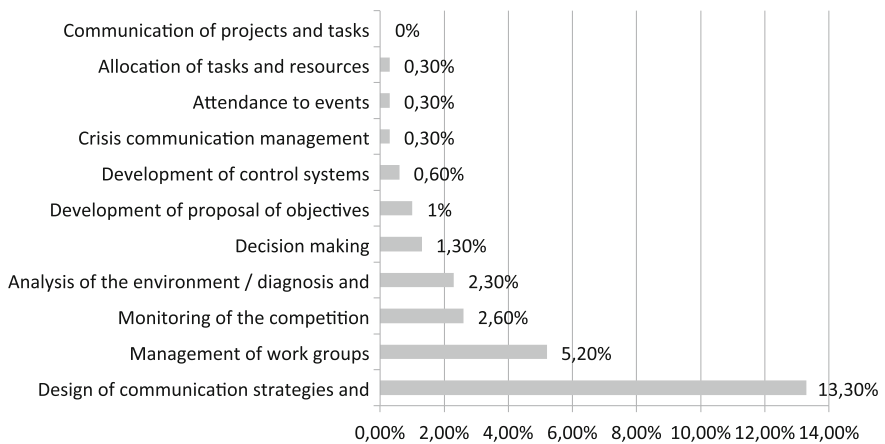 Communication of projects and tasks 0%
Allocation of tasks and resources 0,30%
Attendance to events 0,30%
Crisis communication management 0,30%
Development of control systems 0,60%
Development of proposal of objectives 1%
Decision making 1,30%
Analysis of the environment / diagnosis and 2,30%
Monitoring of the competition 2,60%
Management of work groups 5,20%
Design of communication strategies and 13,30%
0,00% 2,00% 4,00% 6,00% 8,00% 10,00% 12,00% 14,00%